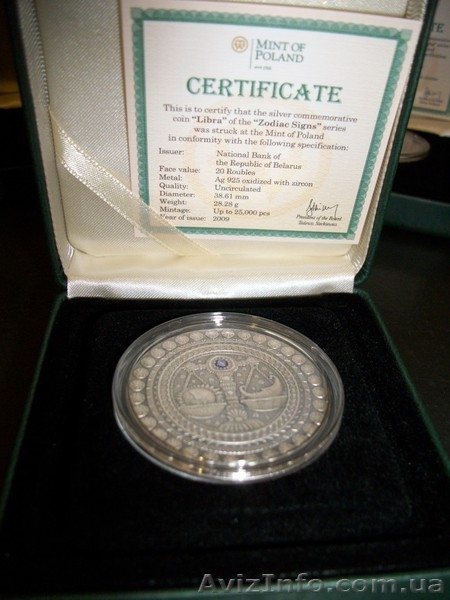 MINT OF
POLAND
CERTIFICATE
This is to certify that the silver commemorative
coin "Libra" of the "Zodiac Signs" series
was struck at the Mint of Poland
in conformity with the following specification:
Issuer: National Bank of
the Republic of Belarus
Face value: 20 Roubles
Metal: Ag 925 oxidized with zircon
Quality: Uncirculated
Diameter: 38.61 mm
Weight: 28.28 g
Mintage: Up to 25,000 pcs
Year of issue: 2009
President of the Board
AvizInfo.com.ua